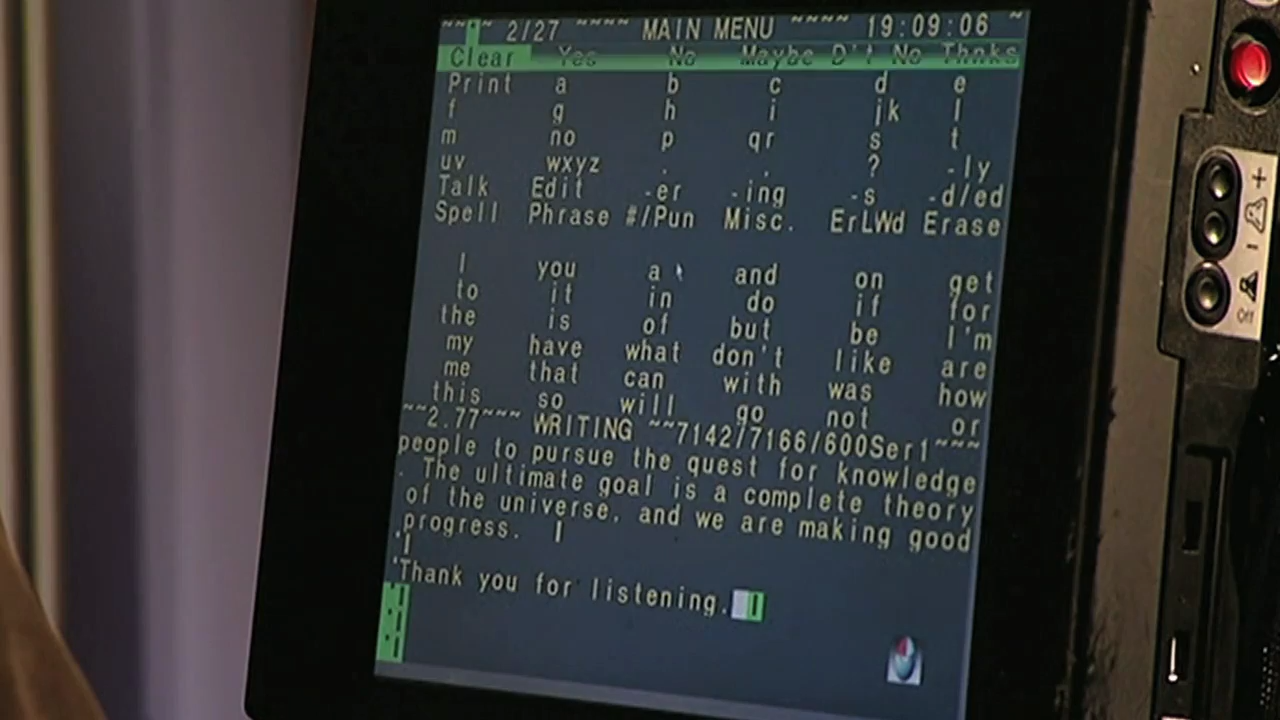 ~~ ~ 2/27 ~~~~ MAIN MENU ~~~~ 19:09:06 ~
Clear Yes No Maybe D't No Thnks
Print a b c d e
f g h i jk l
m no p qr s t
uv wxyz . , ? -ly
Talk Edit -er -ing -s -d/ed
Spell Phrase #/Pun Misc. ErLWd Erase
I you a and on get
to it in do if for
the is of but be I'm
my have what don't like are
me that can with was how
this so will go not or
~~2.77~~~ WRITING ~~7142/7166/600Ser1~~~
people to pursue the quest for knowledge
. The ultimate goal is a complete theory
of the universe, and we are making good
progress.
Thank you for listening.
+
-
Off